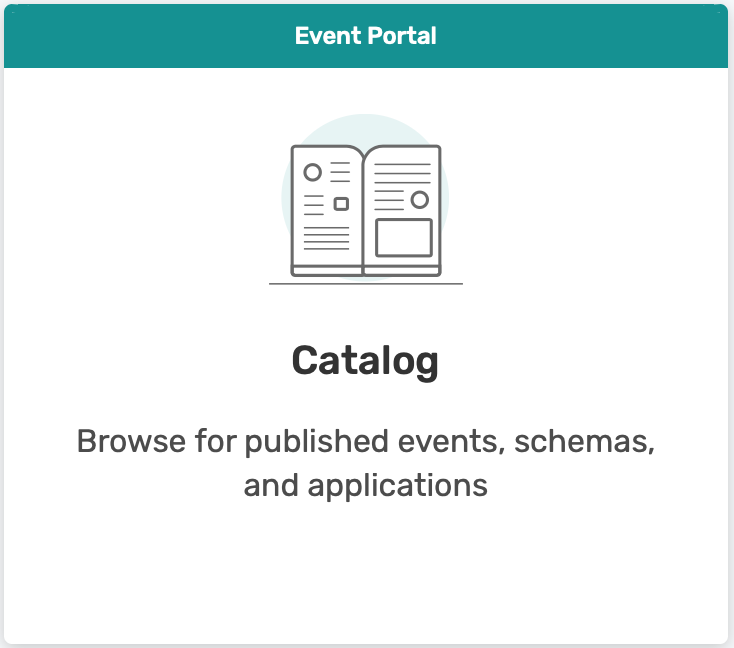 Event Portal
Catalog
Browse for published events, schemas,
and applications